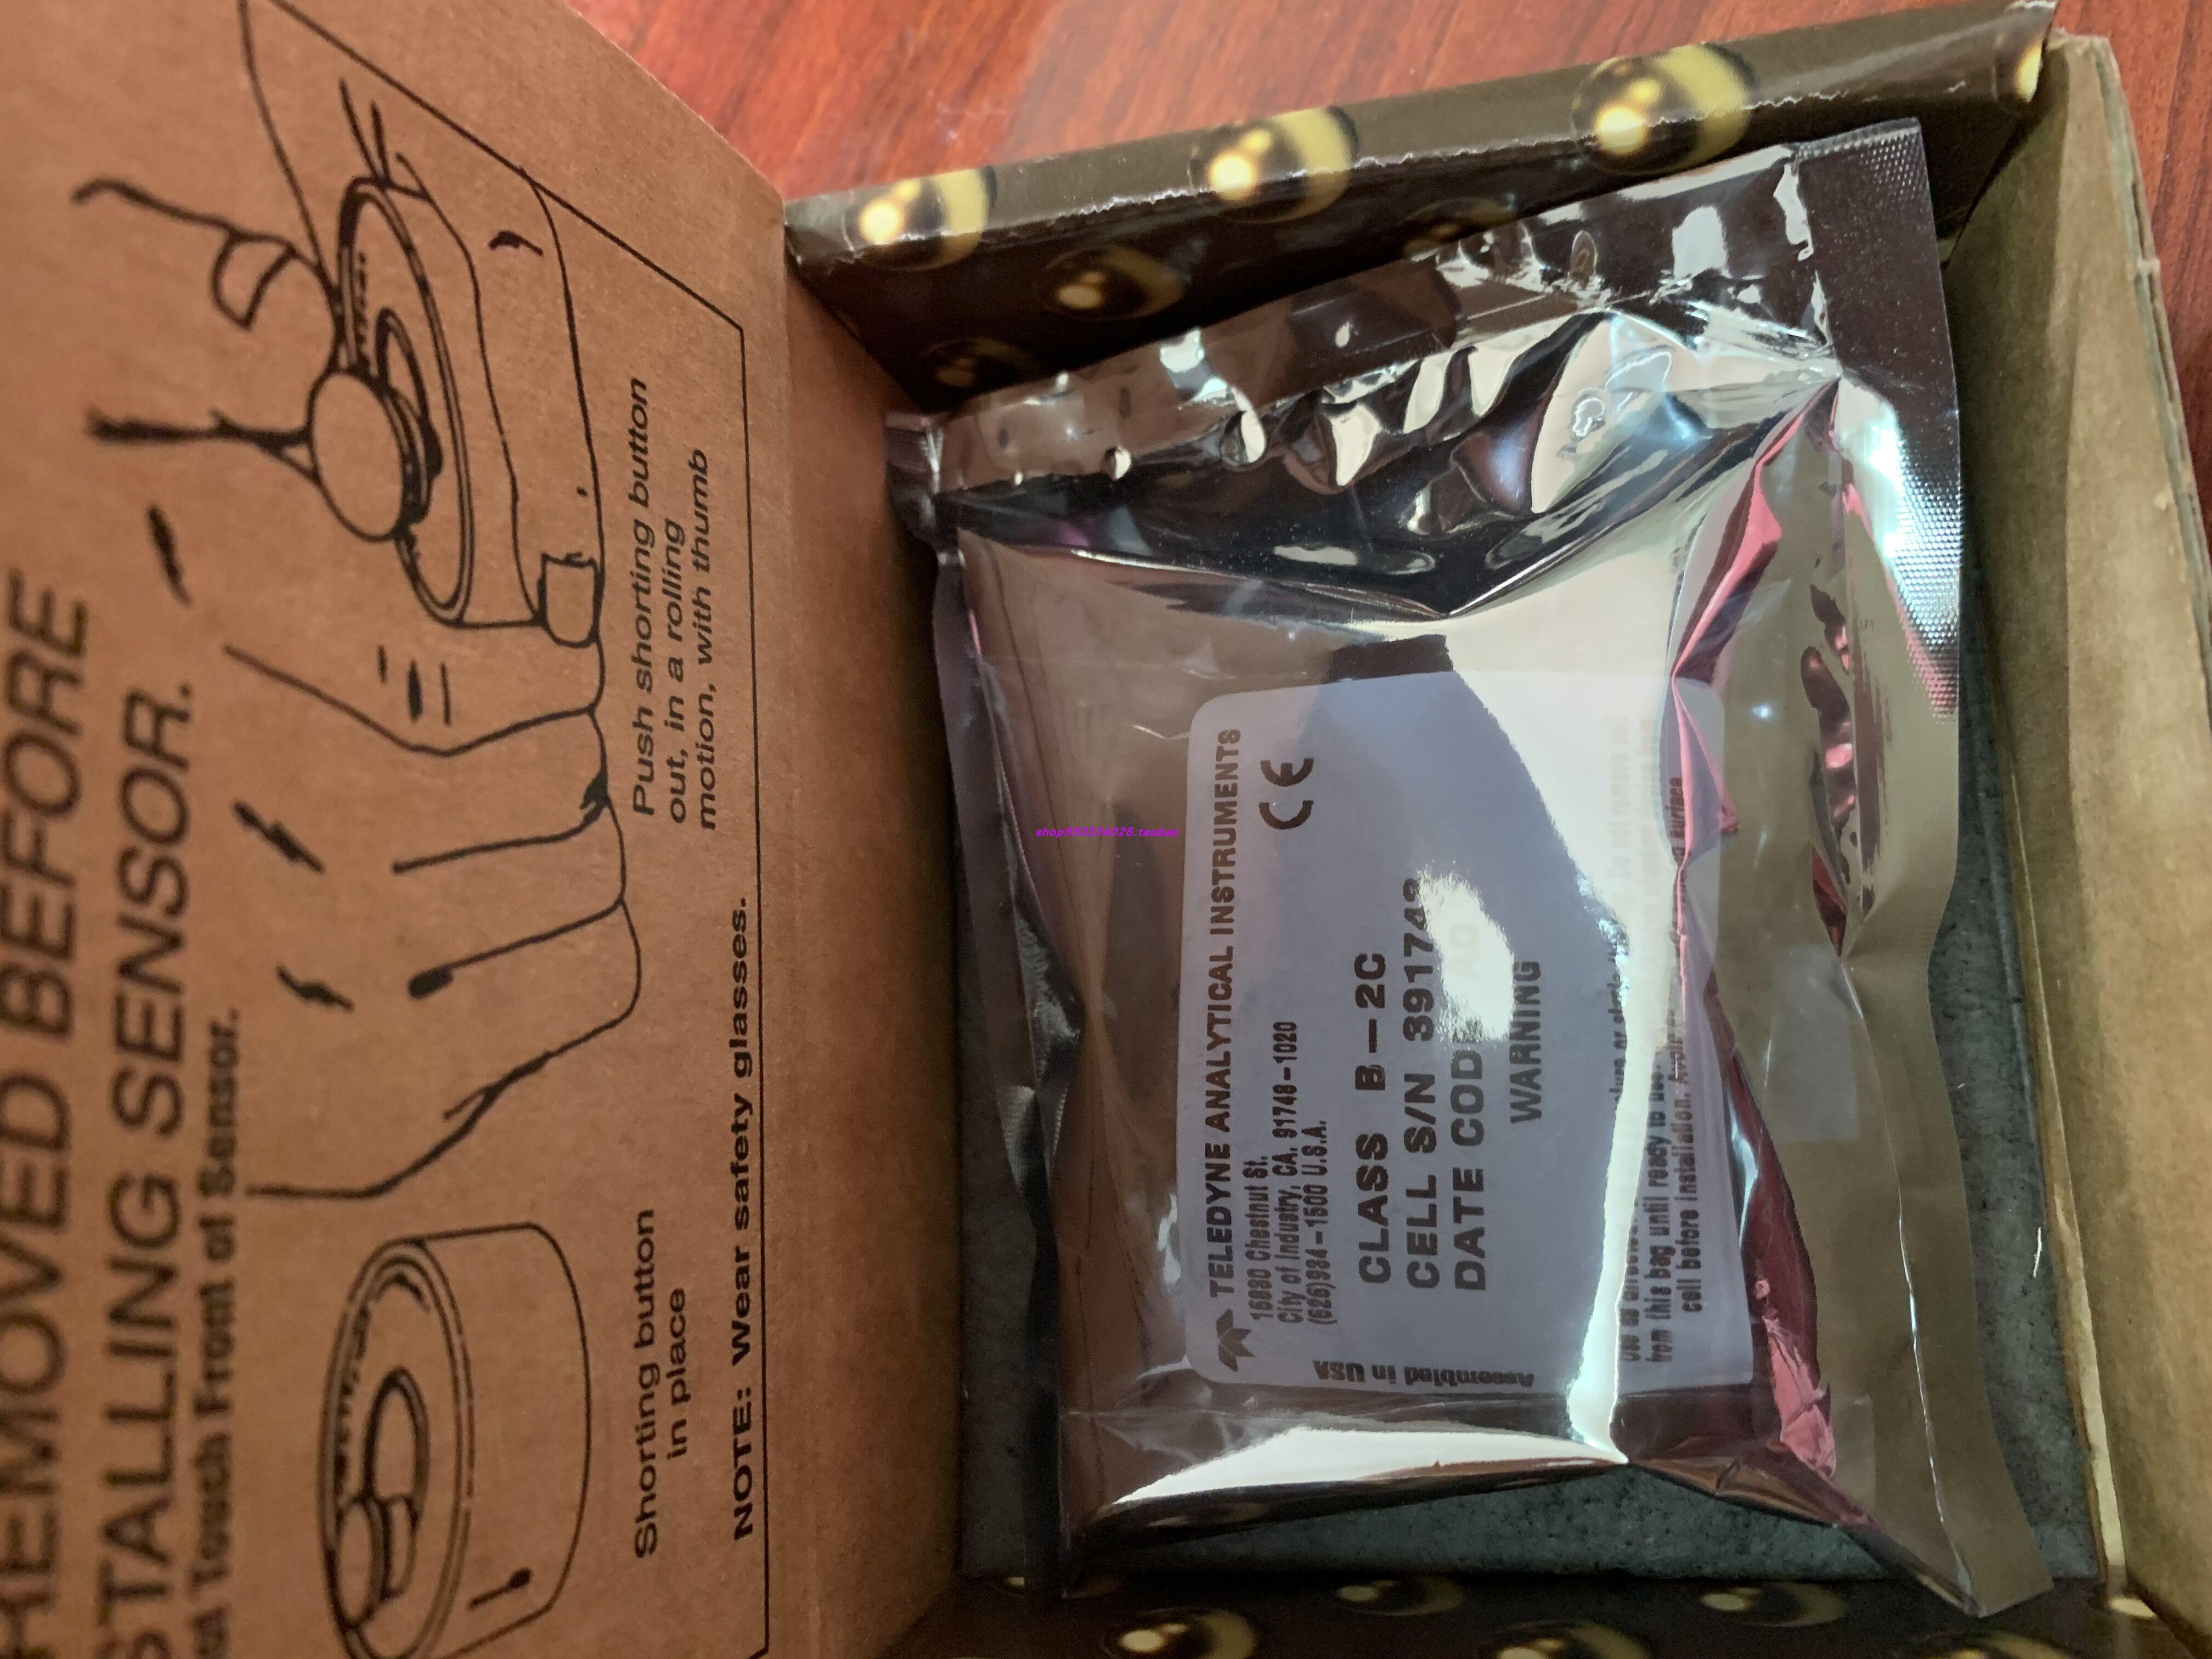 REMOVED BEFORE
STALLING SENSOR.
Touch Front of Sensor.
Push shorting button
out, in a rolling
motion, with thumb
Shorting button
in place
NOTE: Wear safety glasses.
TELEDYNE ANALYTICAL INSTRUMENTS
16830 Chestnut St.
City of Industry, CA. 91748-1020
(626)934-1500 U.S.A.
CE
CLASS B-2C
CELL S/N 391743
DATE CODE
WARNING
from this bag until ready to use.
cell before installation.
Assembled in USA